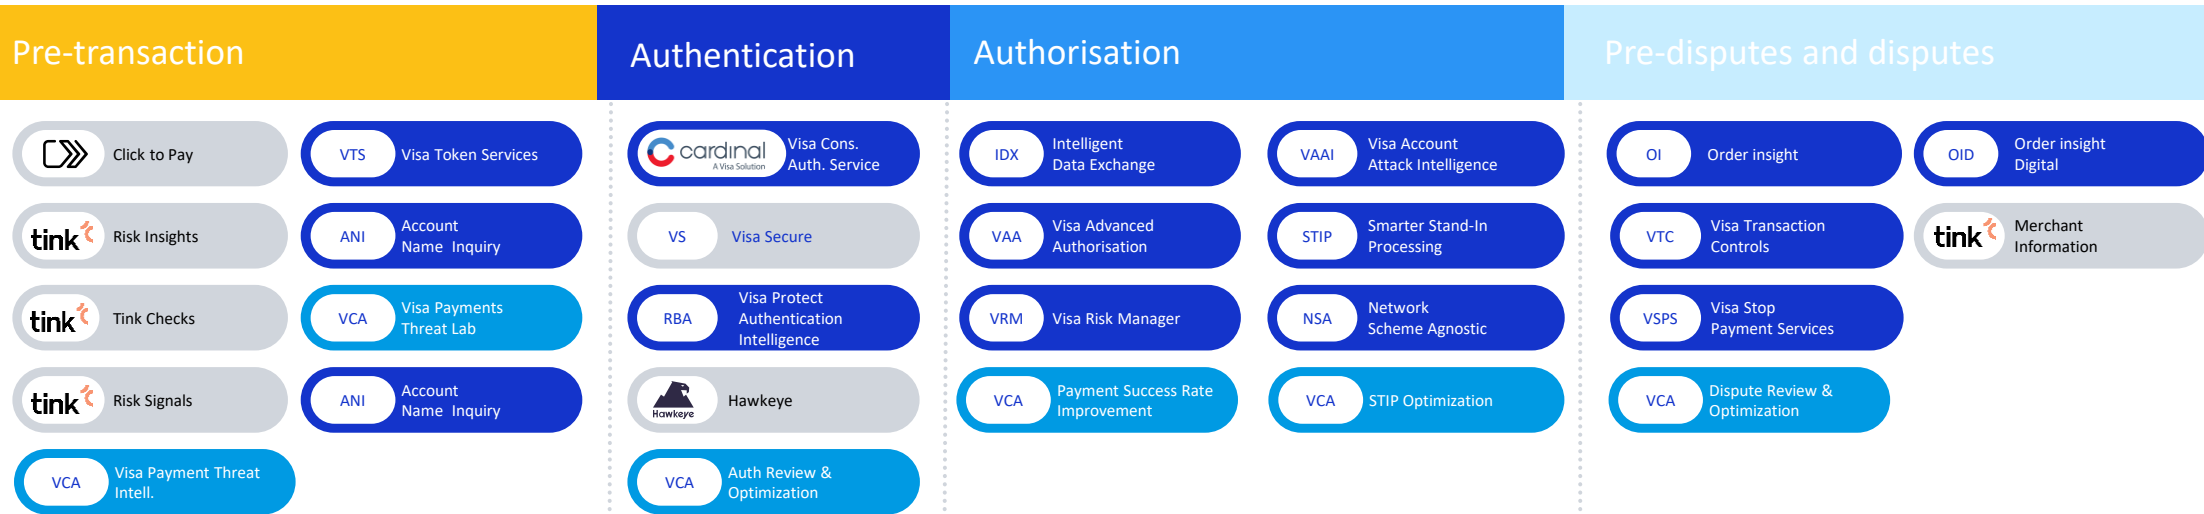 Pre-transaction
Authentication
Authorisation
Pre-disputes and disputes
Click to Pay
VTS
Visa Token Services
tink
Risk Insights
ANI
Account
Name Inquiry
tink
Tink Checks
VCA
Visa Payments
Threat Lab
tink
Risk Signals
ANI
Account
Name Inquiry
VCA
Visa Payment Threat
Intell.
cardinal
A Visa Solution
Visa Cons.
Auth. Service
VS
Visa Secure
RBA
Visa Protect
Authentication
Intelligence
Hawkeye
Hawkeye
VCA
Auth Review &
Optimization
IDX
Intelligent
Data Exchange
VAAI
Visa Account
Attack Intelligence
VAA
Visa Advanced
Authorisation
STIP
Smarter Stand-In
Processing
VRM
Visa Risk Manager
NSA
Network
Scheme Agnostic
VCA
Payment Success Rate
Improvement
VCA
STIP Optimization
OI
Order insight
OID
Order insight
Digital
VTC
Visa Transaction
Controls
tink
Merchant
Information
VSPS
Visa Stop
Payment Services
VCA
Dispute Review &
Optimization